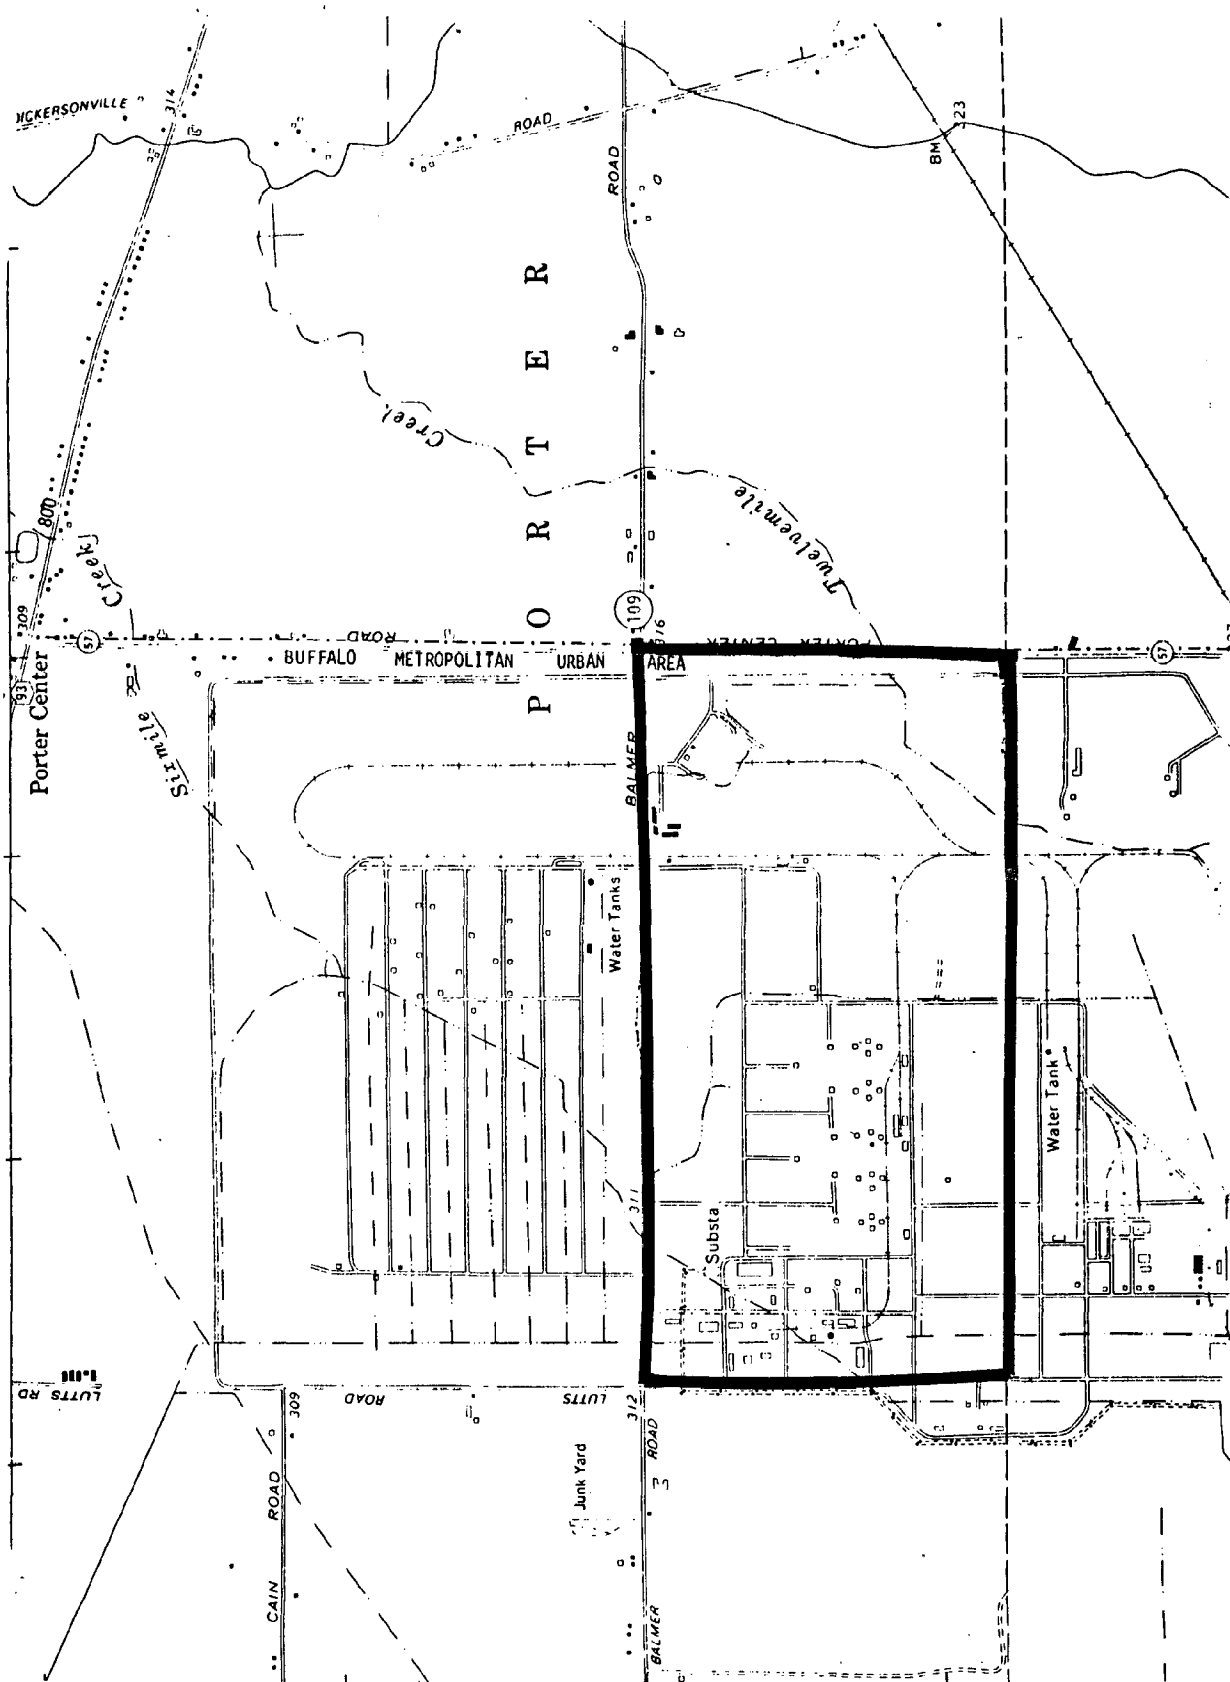 ROAD
ROAD
314
BM 323
PORTER
Creek
Twelvemile
800
Creek
309
57
ROAD
109
316
PORTER CENTER
BUFFALO METROPOLITAN URBAN AREA
57
93
Porter Center
Sixmile
BALMER
Water Tanks
Water Tank
311
Substa
LUTTS RD
309
ROAD
LUTTS
312
ROAD
Junk Yard
CAIN ROAD
BALMER